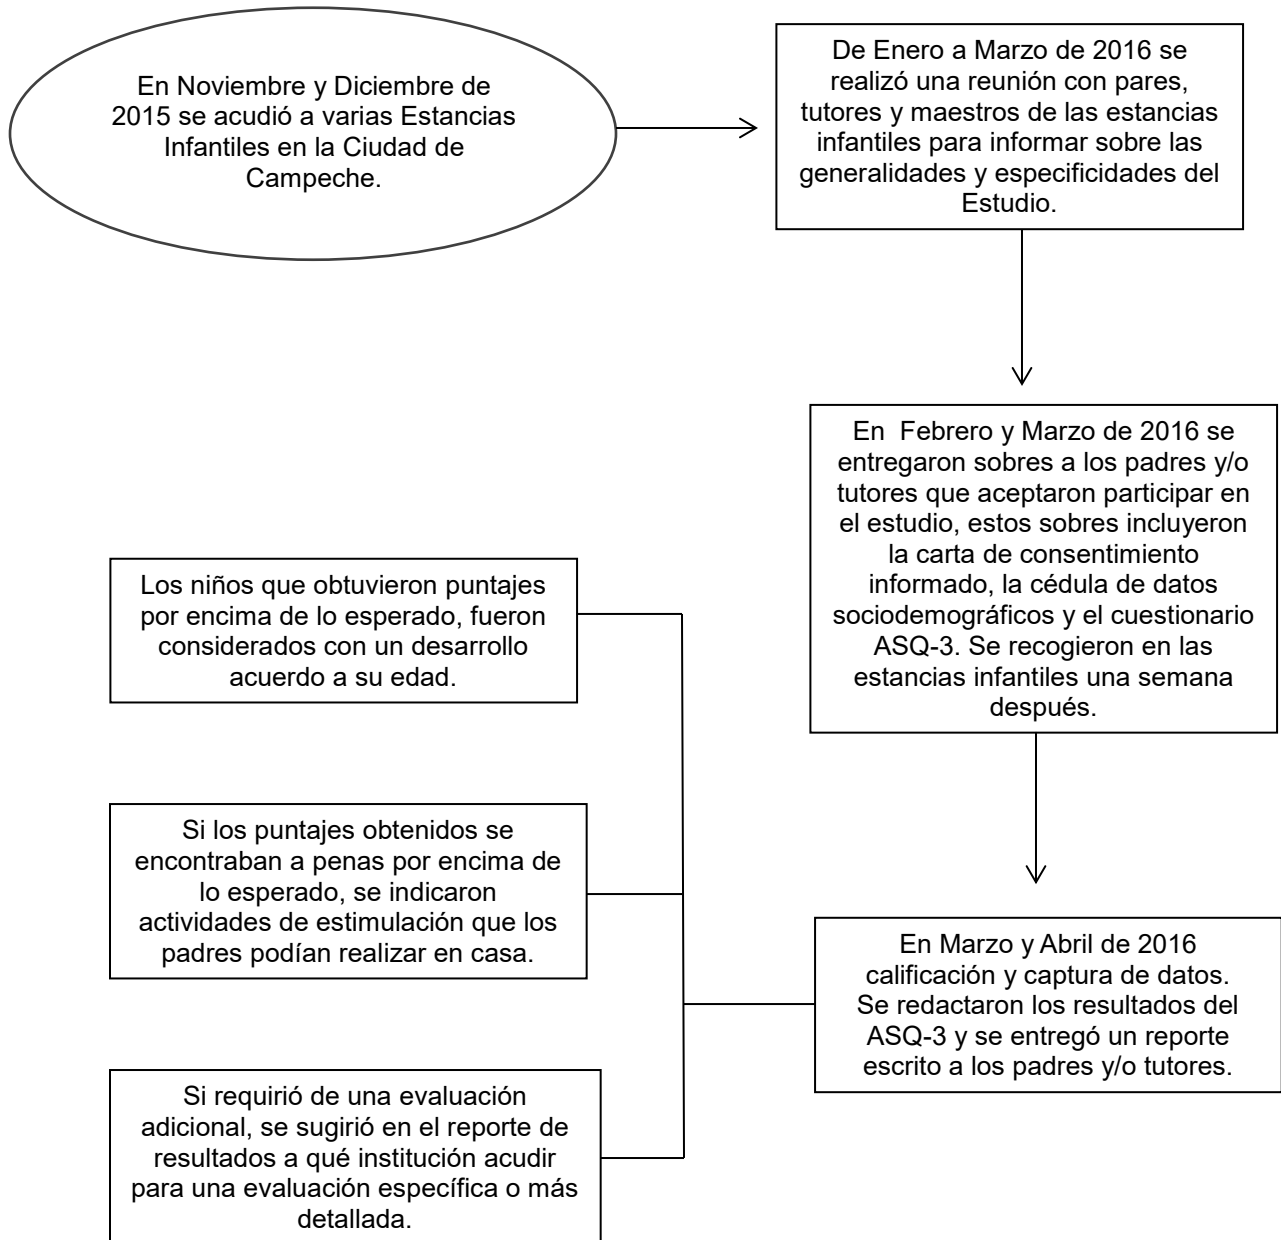 En Noviembre y Diciembre de
2015 se acudió a varias Estancias
Infantiles en la Ciudad de
Campeche.
De Enero a Marzo de 2016 se
realizó una reunión con pares,
tutores y maestros de las estancias
infantiles para informar sobre las
generalidades y especificidades del
Estudio.
En  Febrero y Marzo de 2016 se
entregaron sobres a los padres y/o
tutores que aceptaron participar en
el estudio, estos sobres incluyeron
la carta de consentimiento
informado, la cédula de datos
sociodemográficos y el cuestionario
ASQ-3. Se recogieron en las
estancias infantiles una semana
después.
En Marzo y Abril de 2016
calificación y captura de datos.
Se redactaron los resultados del
ASQ-3 y se entregó un reporte
escrito a los padres y/o tutores.
Los niños que obtuvieron puntajes
por encima de lo esperado, fueron
considerados con un desarrollo
acuerdo a su edad.
Si los puntajes obtenidos se
encontraban a penas por encima de
lo esperado, se indicaron
actividades de estimulación que los
padres podían realizar en casa.
Si requirió de una evaluación
adicional, se sugirió en el reporte de
resultados a qué institución acudir
para una evaluación específica o más
detallada.